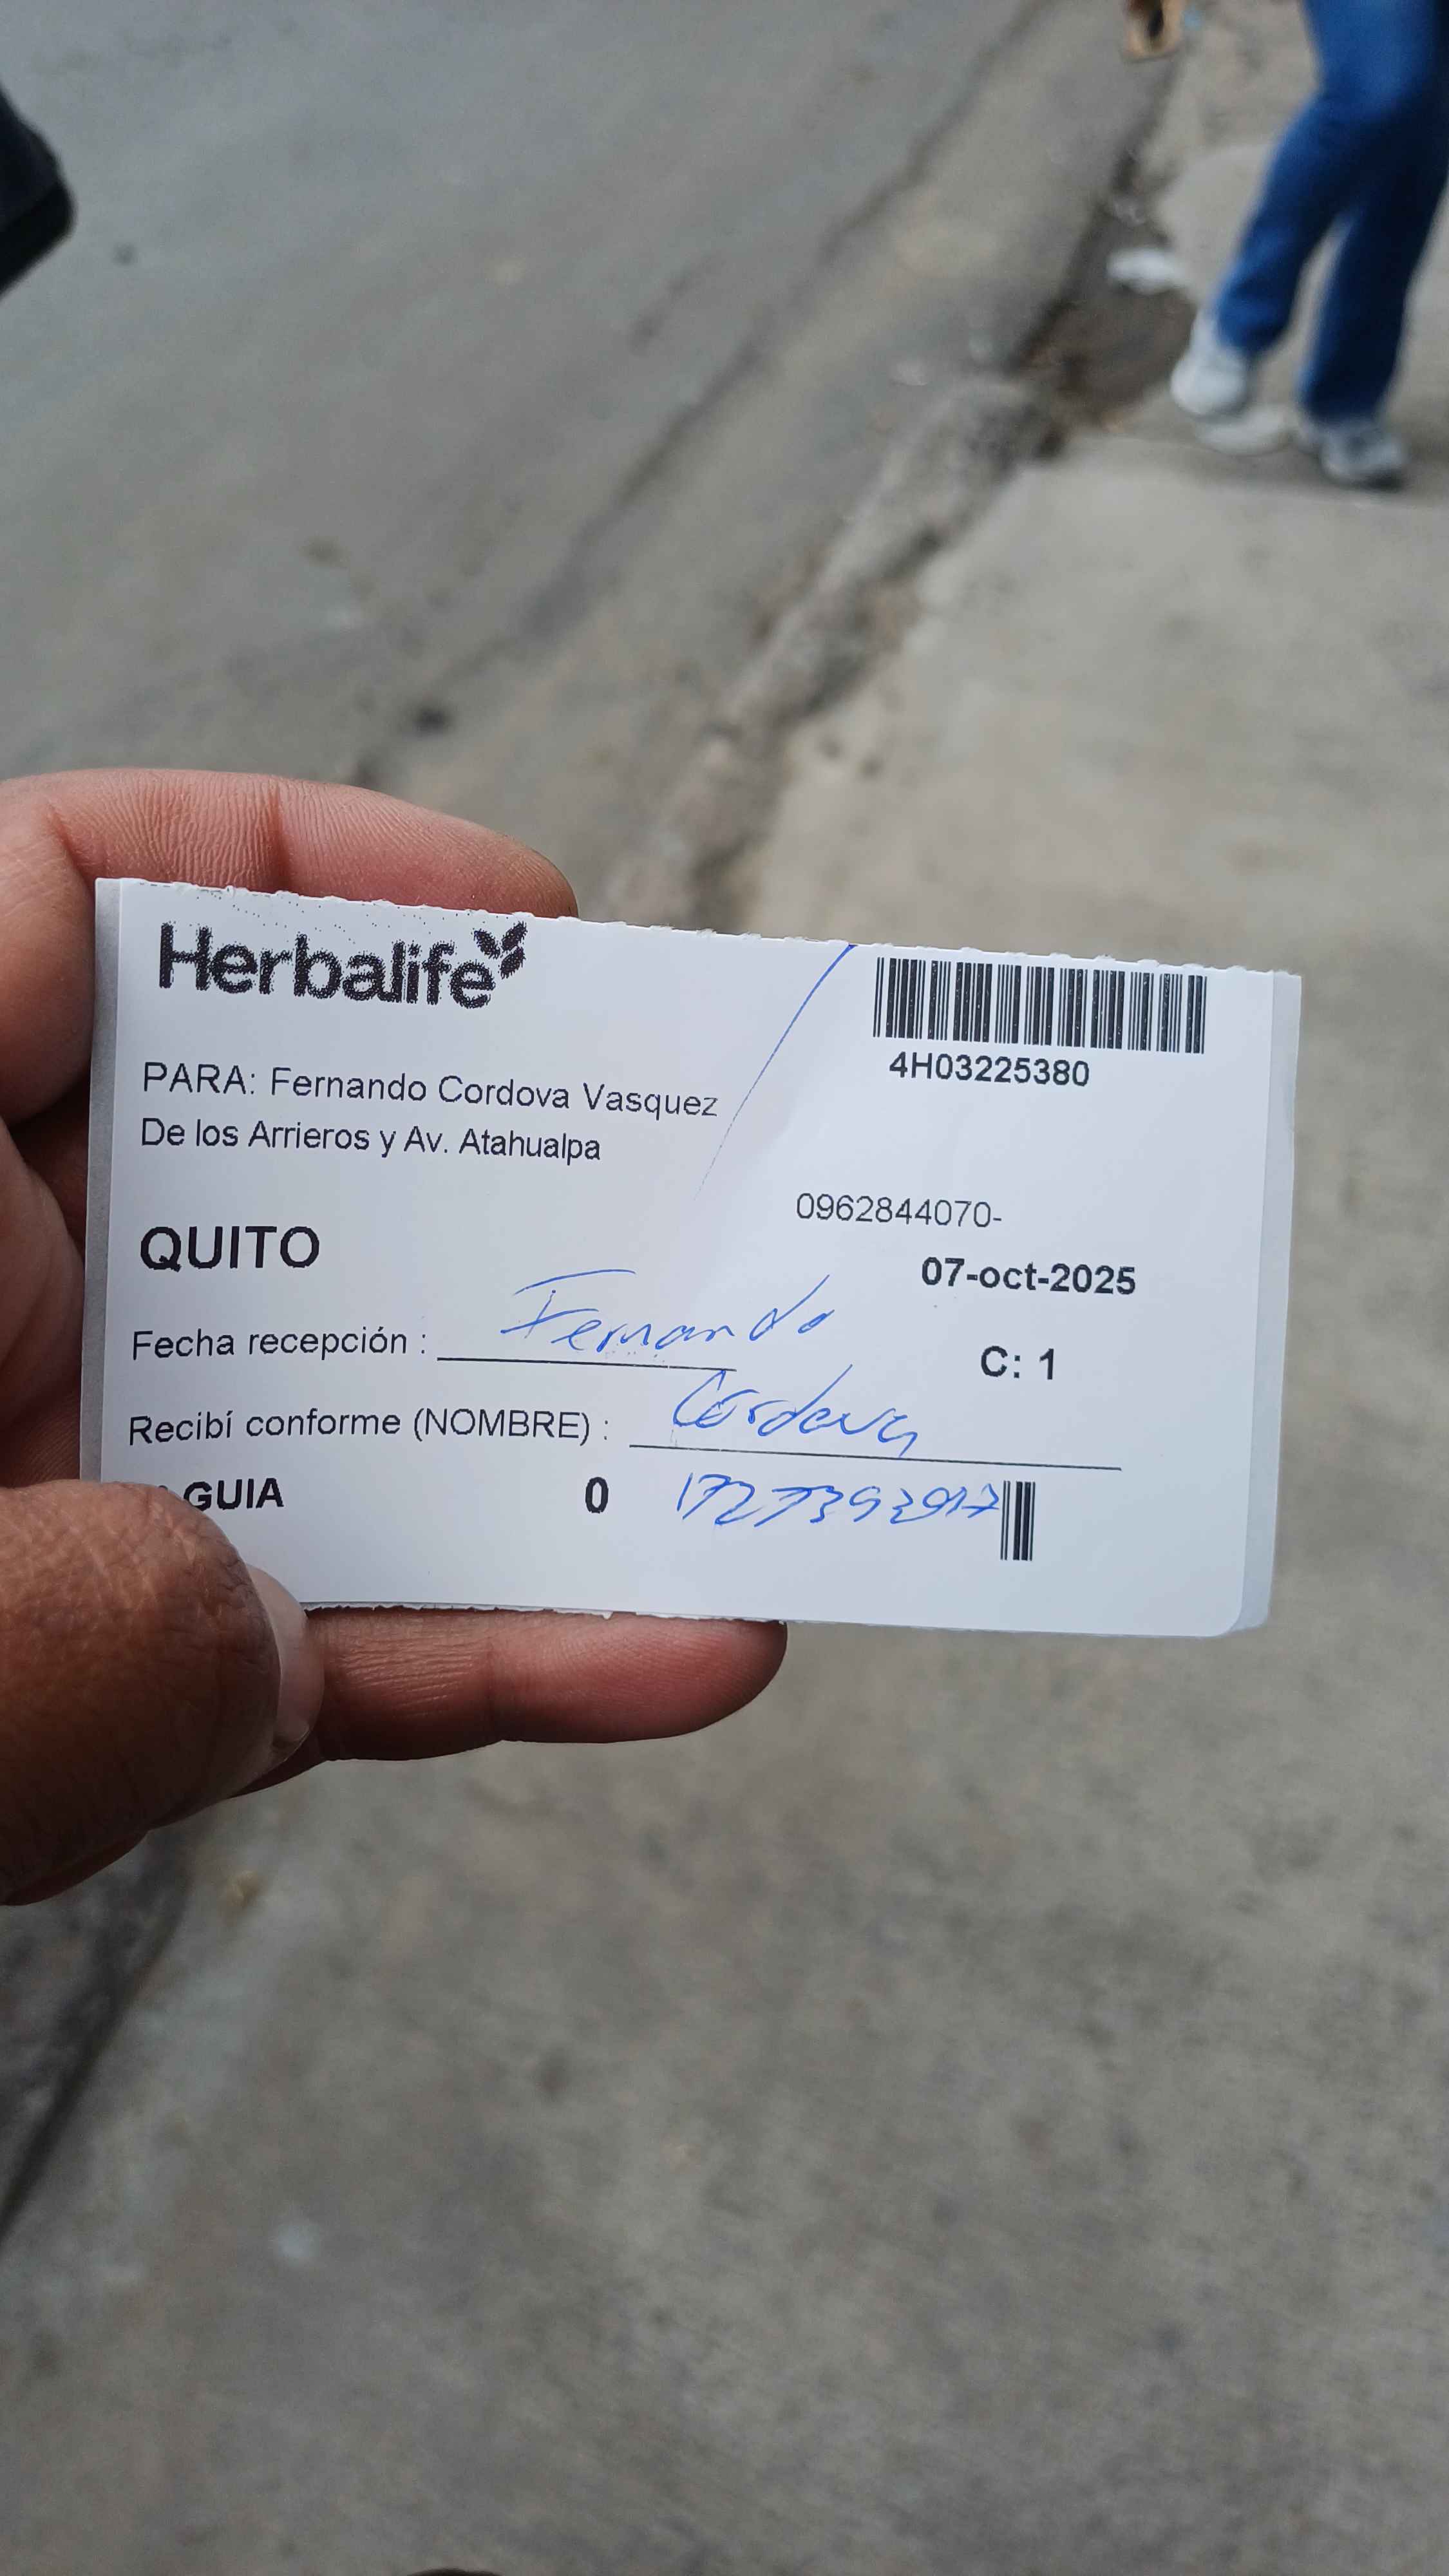 Herbalife
4H03225380
PARA: Fernando Cordova Vasquez
De los Arrieros y Av. Atahualpa
0962844070-
QUITO
07-oct-2025
Fecha recepción : Fernando
C: 1
Recibí conforme (NOMBRE) : Cordova
GUIA 0